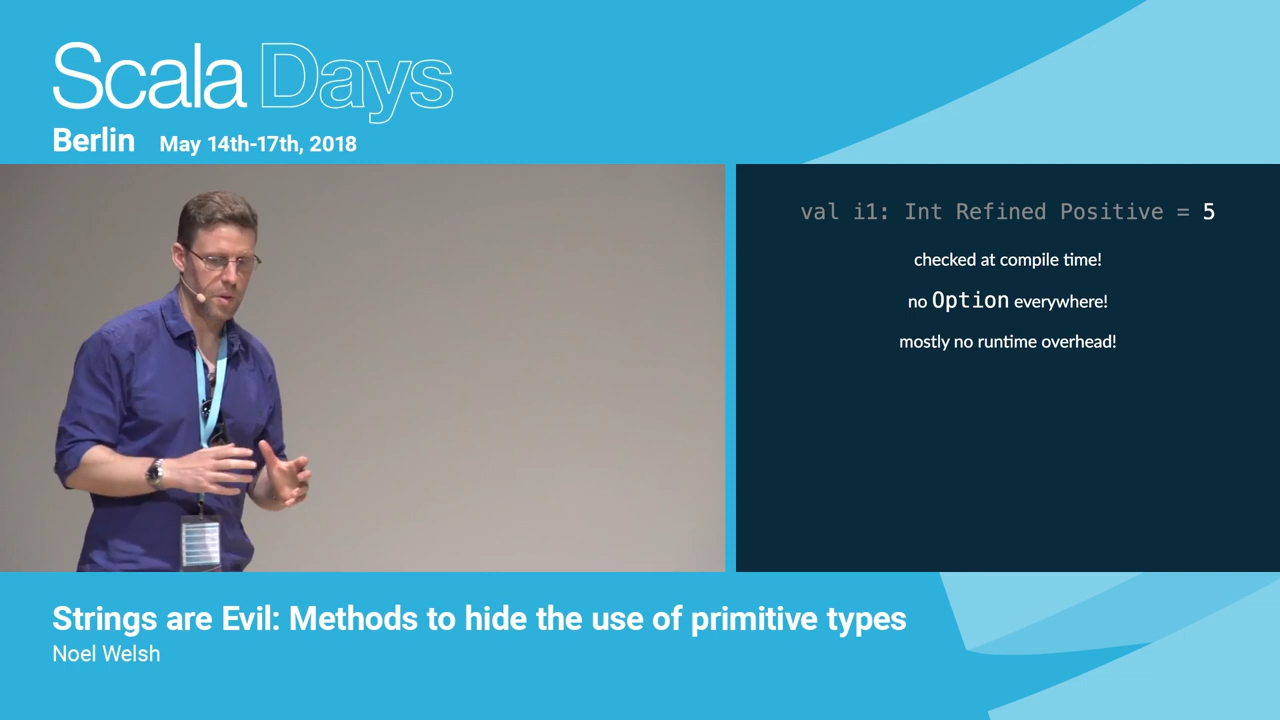 Scala Days
Berlin May 14th-17th, 2018
val i1: Int Refined Positive = 5
checked at compile time!
no Option everywhere!
mostly no runtime overhead!
Strings are Evil: Methods to hide the use of primitive types
Noel Welsh